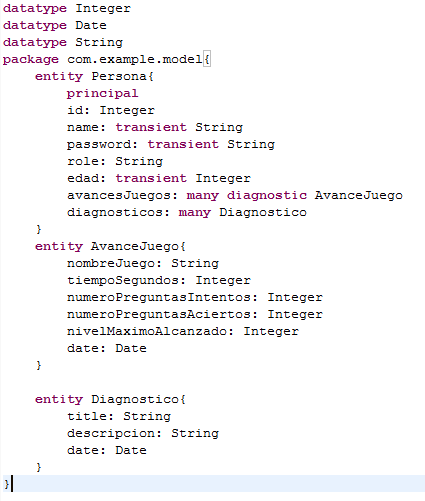 datatype Integer
datatype Date
datatype String
package com.example.model{
    entity Persona{
        principal
        id: Integer
        name: transient String
        password: transient String
        role: String
        edad: transient Integer
        avancesJuegos: many diagnostic AvanceJuego
        diagnosticos: many Diagnostico
    }
    entity AvanceJuego{
        nombreJuego: String
        tiempoSegundos: Integer
        numeroPreguntasIntentos: Integer
        numeroPreguntasAciertos: Integer
        nivelMaximoAlcanzado: Integer
        date: Date
    }

    entity Diagnostico{
        title: String
        descripcion: String
        date: Date
    }
}